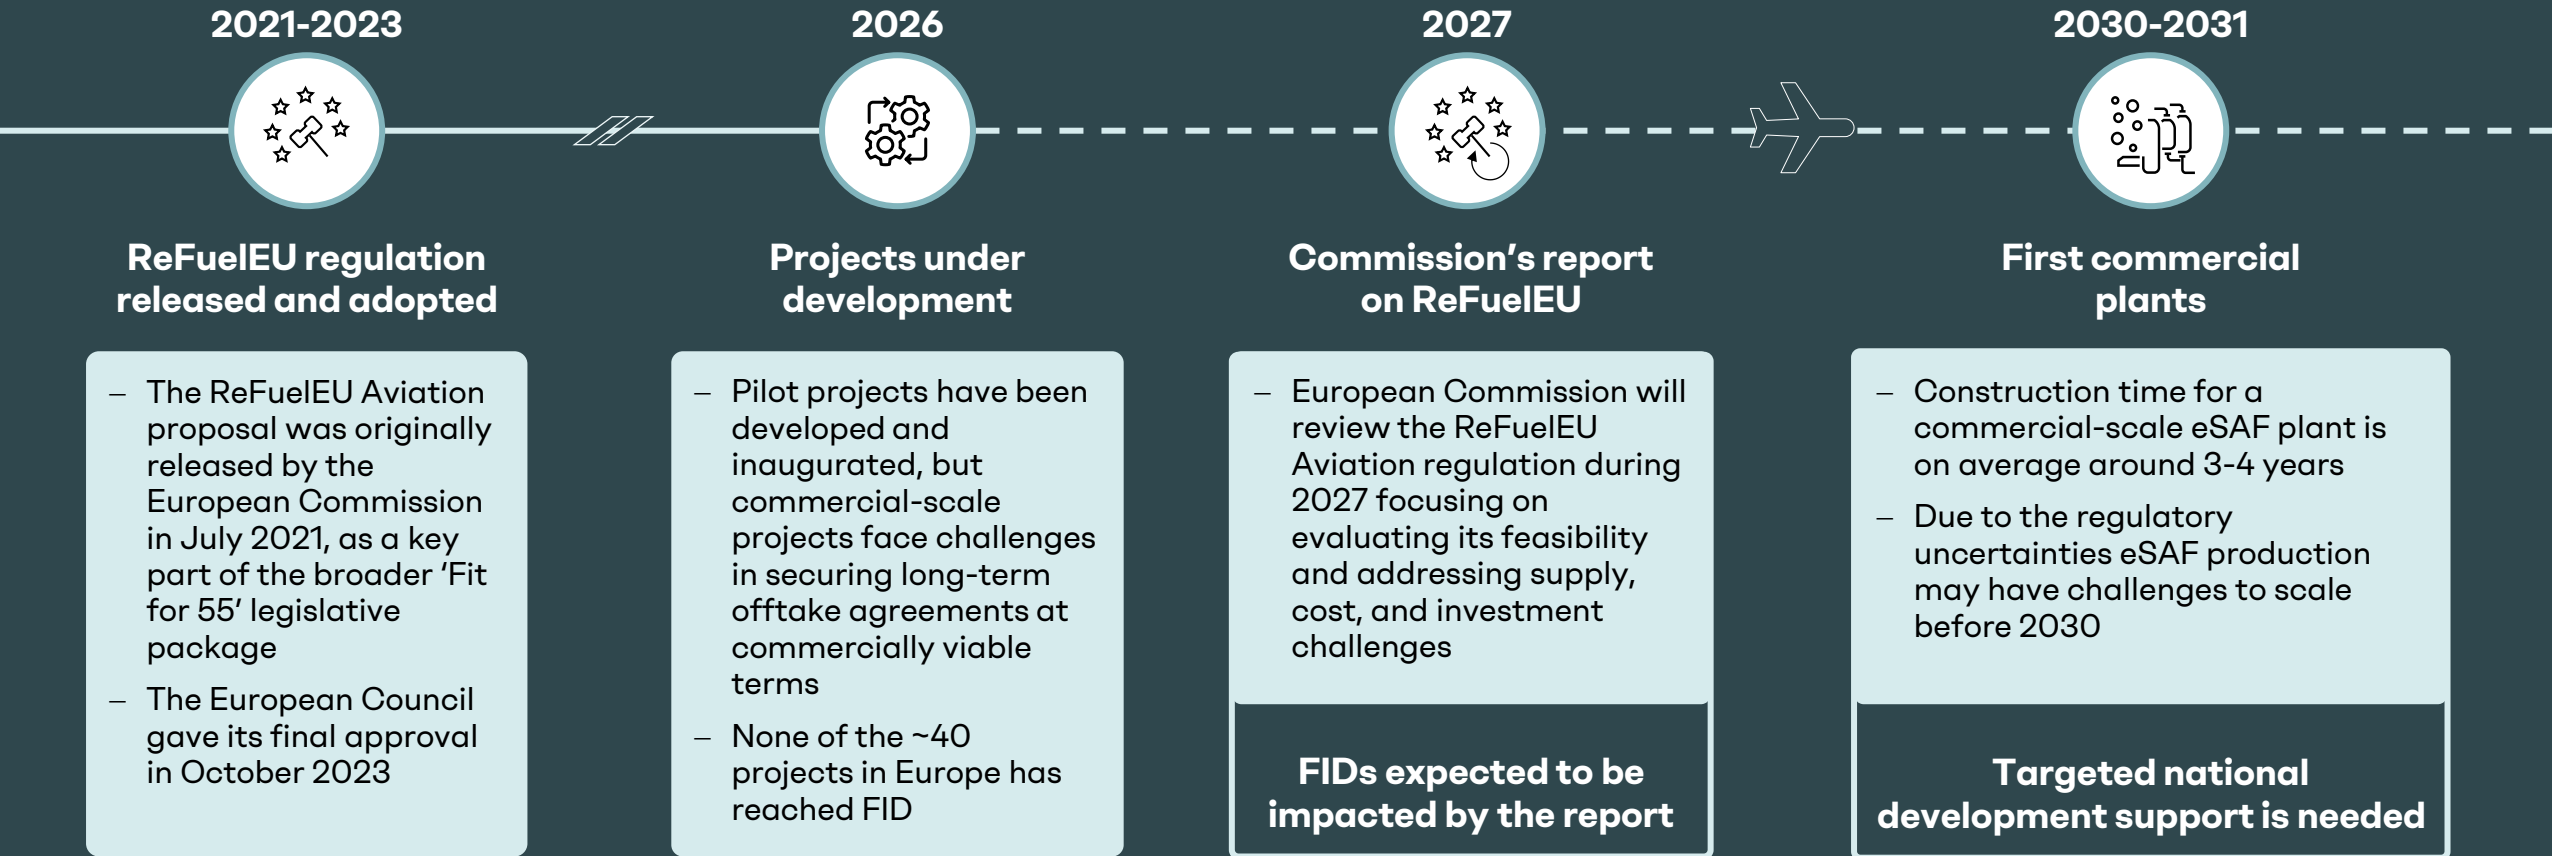 2021-2023
ReFuelEU regulation
released and adopted
– The ReFuelEU Aviation
proposal was originally
released by the
European Commission
in July 2021, as a key
part of the broader ‘Fit
for 55’ legislative
package
– The European Council
gave its final approval
in October 2023
2026
Projects under
development
– Pilot projects have been
developed and
inaugurated, but
commercial-scale
projects face challenges
in securing long-term
offtake agreements at
commercially viable
terms
– None of the ~40
projects in Europe has
reached FID
2027
Commission’s report
on ReFuelEU
– European Commission will
review the ReFuelEU
Aviation regulation during
2027 focusing on
evaluating its feasibility
and addressing supply,
cost, and investment
challenges
FIDs expected to be
impacted by the report
2030-2031
First commercial
plants
– Construction time for a
commercial-scale eSAF plant is
on average around 3-4 years
– Due to the regulatory
uncertainties eSAF production
may have challenges to scale
before 2030
Targeted national
development support is needed